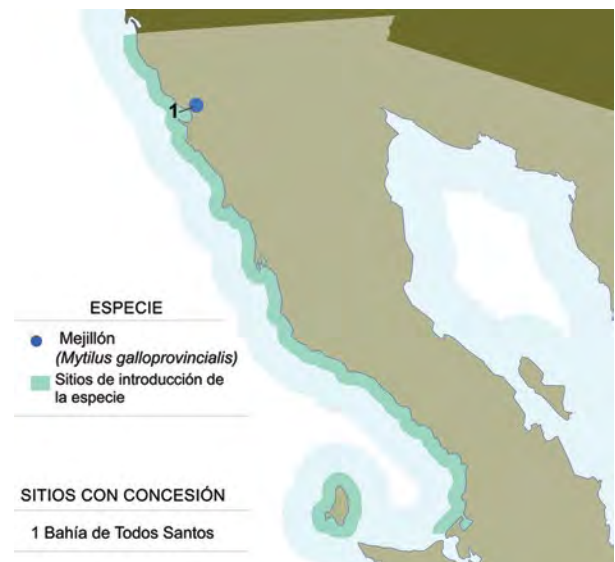 1
ESPECIE
Mejillón
(Mytilus galloprovincialis)
Sitios de introducción de
la especie
SITIOS CON CONCESIÓN
1 Bahía de Todos Santos